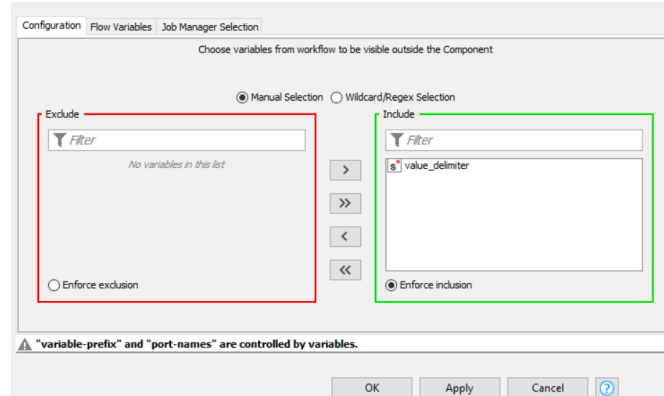 Configuration Flow Variables Job Manager Selection
Choose variables from workflow to be visible outside the Component
Manual Selection Wildcard/Regex Selection
Exclude
Include
Filter
Filter
No variables in this list
s value_delimiter
>
>>
<
<<
Enforce exclusion
Enforce inclusion
"variable-prefix" and "port-names" are controlled by variables.
OK Apply Cancel ?